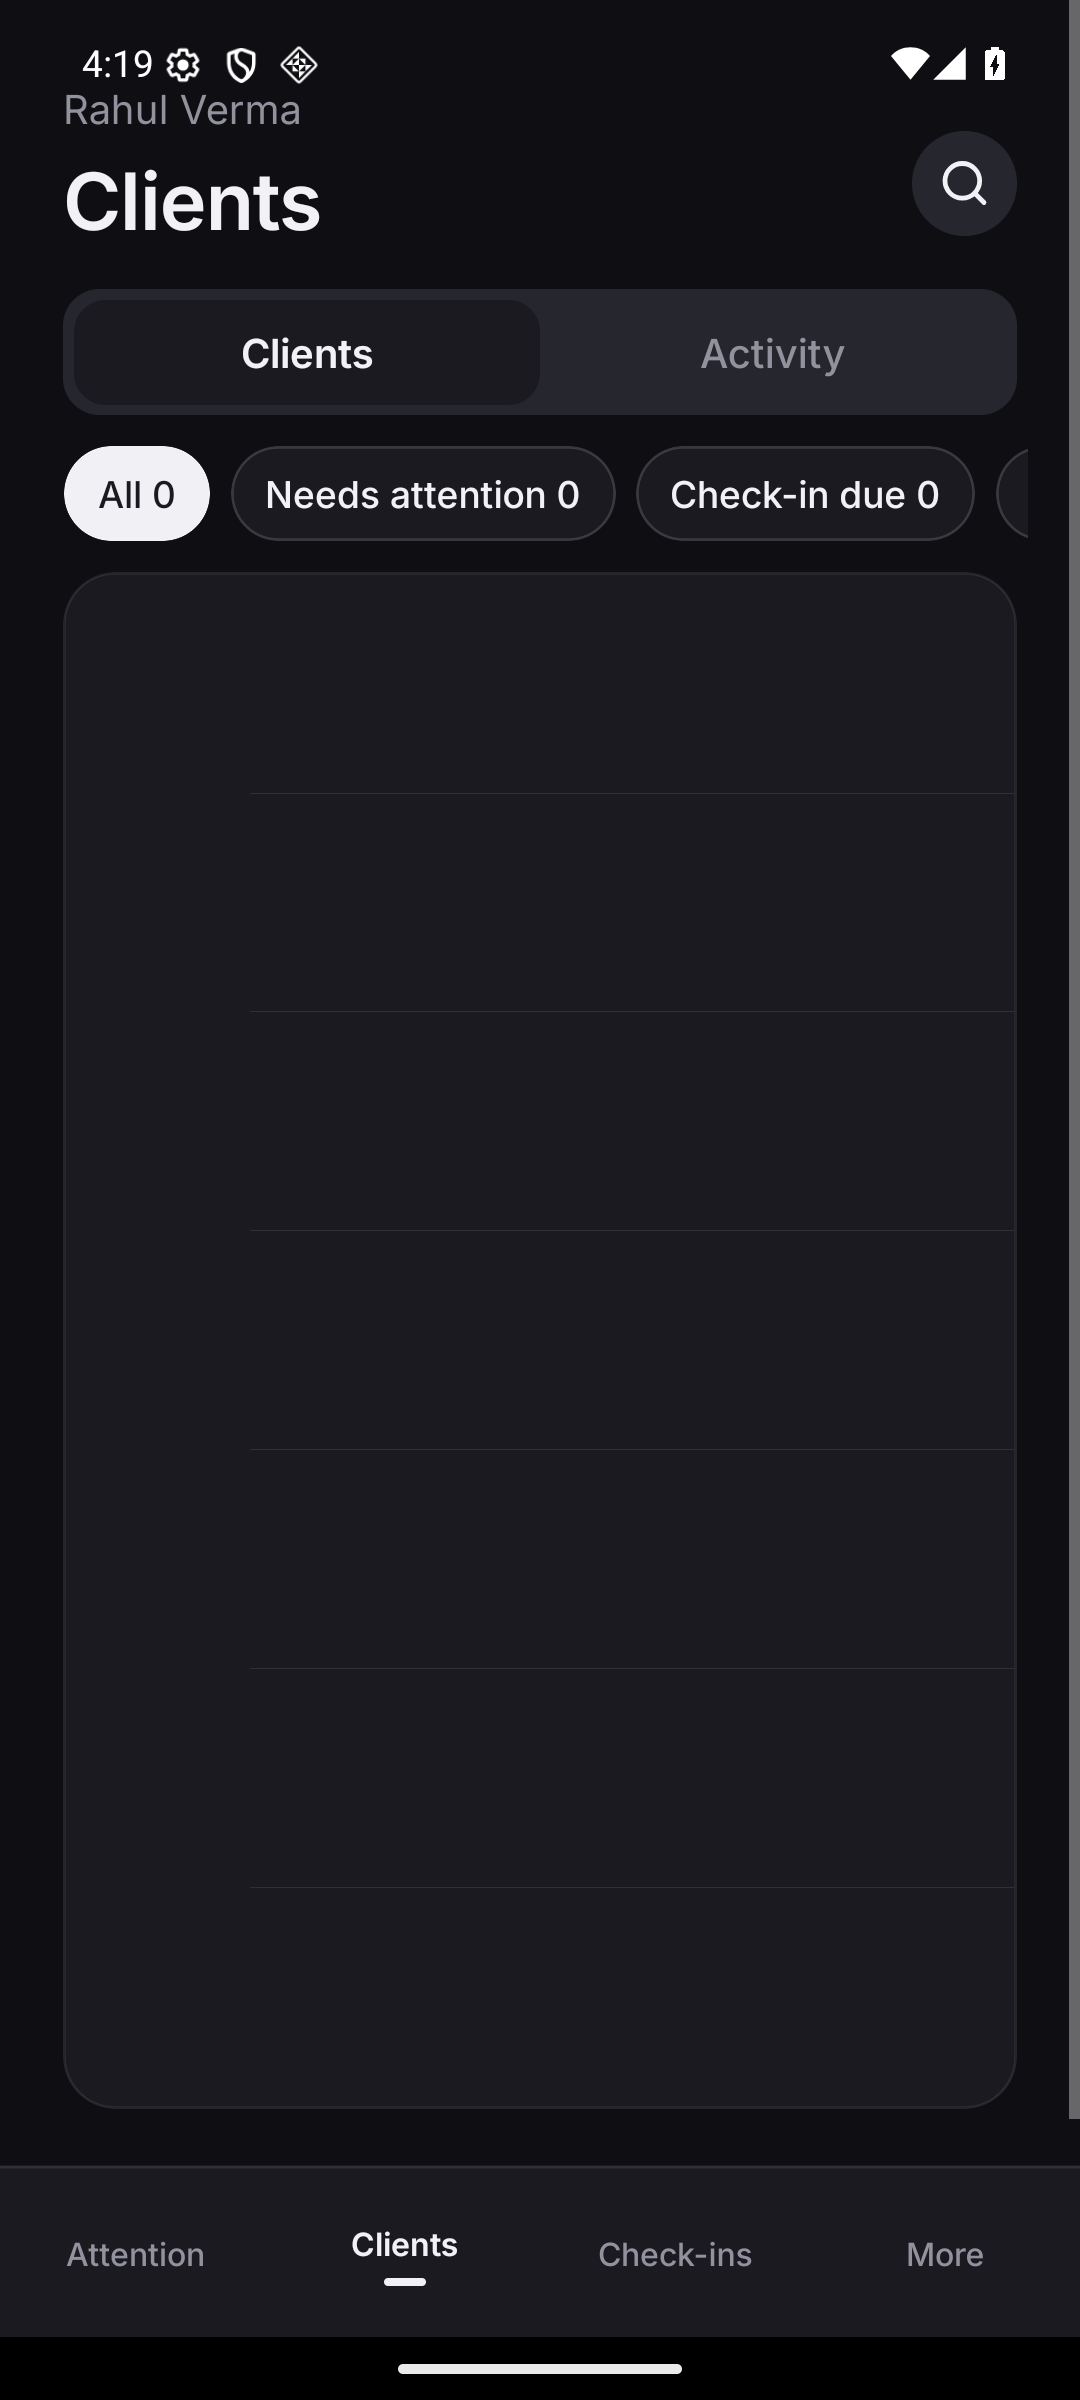 4:19
Rahul Verma
Clients
Clients Activity
All 0 Needs attention 0 Check-in due 0
Attention Clients Check-ins More